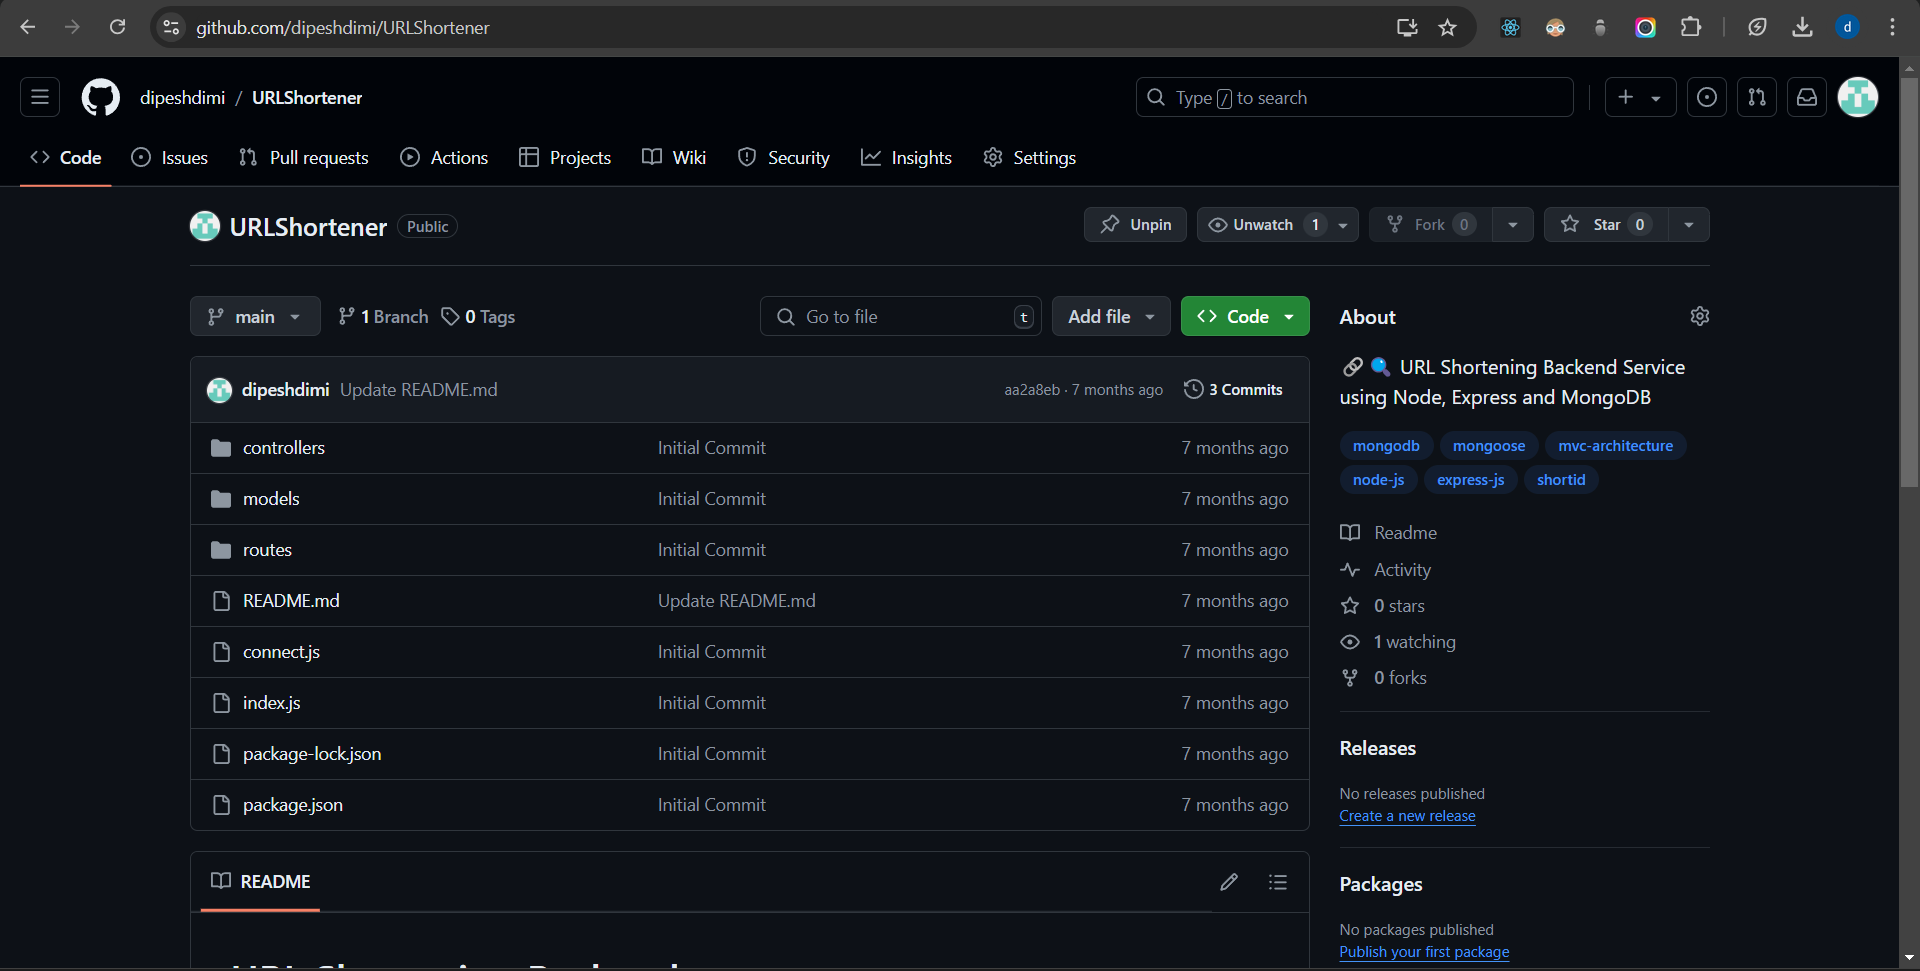 github.com/dipeshdimi/URLShortener
d
dipeshdimi / URLShortener
Type / to search
Code Issues Pull requests Actions Projects Wiki Security Insights Settings
URLShortener Public
Unpin Unwatch 1 Fork 0 Star 0
main 1 Branch 0 Tags Go to file t Add file Code
dipeshdimi Update README.md aa2a8eb · 7 months ago 3 Commits
controllers Initial Commit 7 months ago
models Initial Commit 7 months ago
routes Initial Commit 7 months ago
README.md Update README.md 7 months ago
connect.js Initial Commit 7 months ago
index.js Initial Commit 7 months ago
package-lock.json Initial Commit 7 months ago
package.json Initial Commit 7 months ago
README
About
🔗🔍 URL Shortening Backend Service
using Node, Express and MongoDB
mongodb mongoose mvc-architecture
node-js express-js shortid
Readme
Activity
0 stars
1 watching
0 forks
Releases
No releases published
Create a new release
Packages
No packages published
Publish your first package